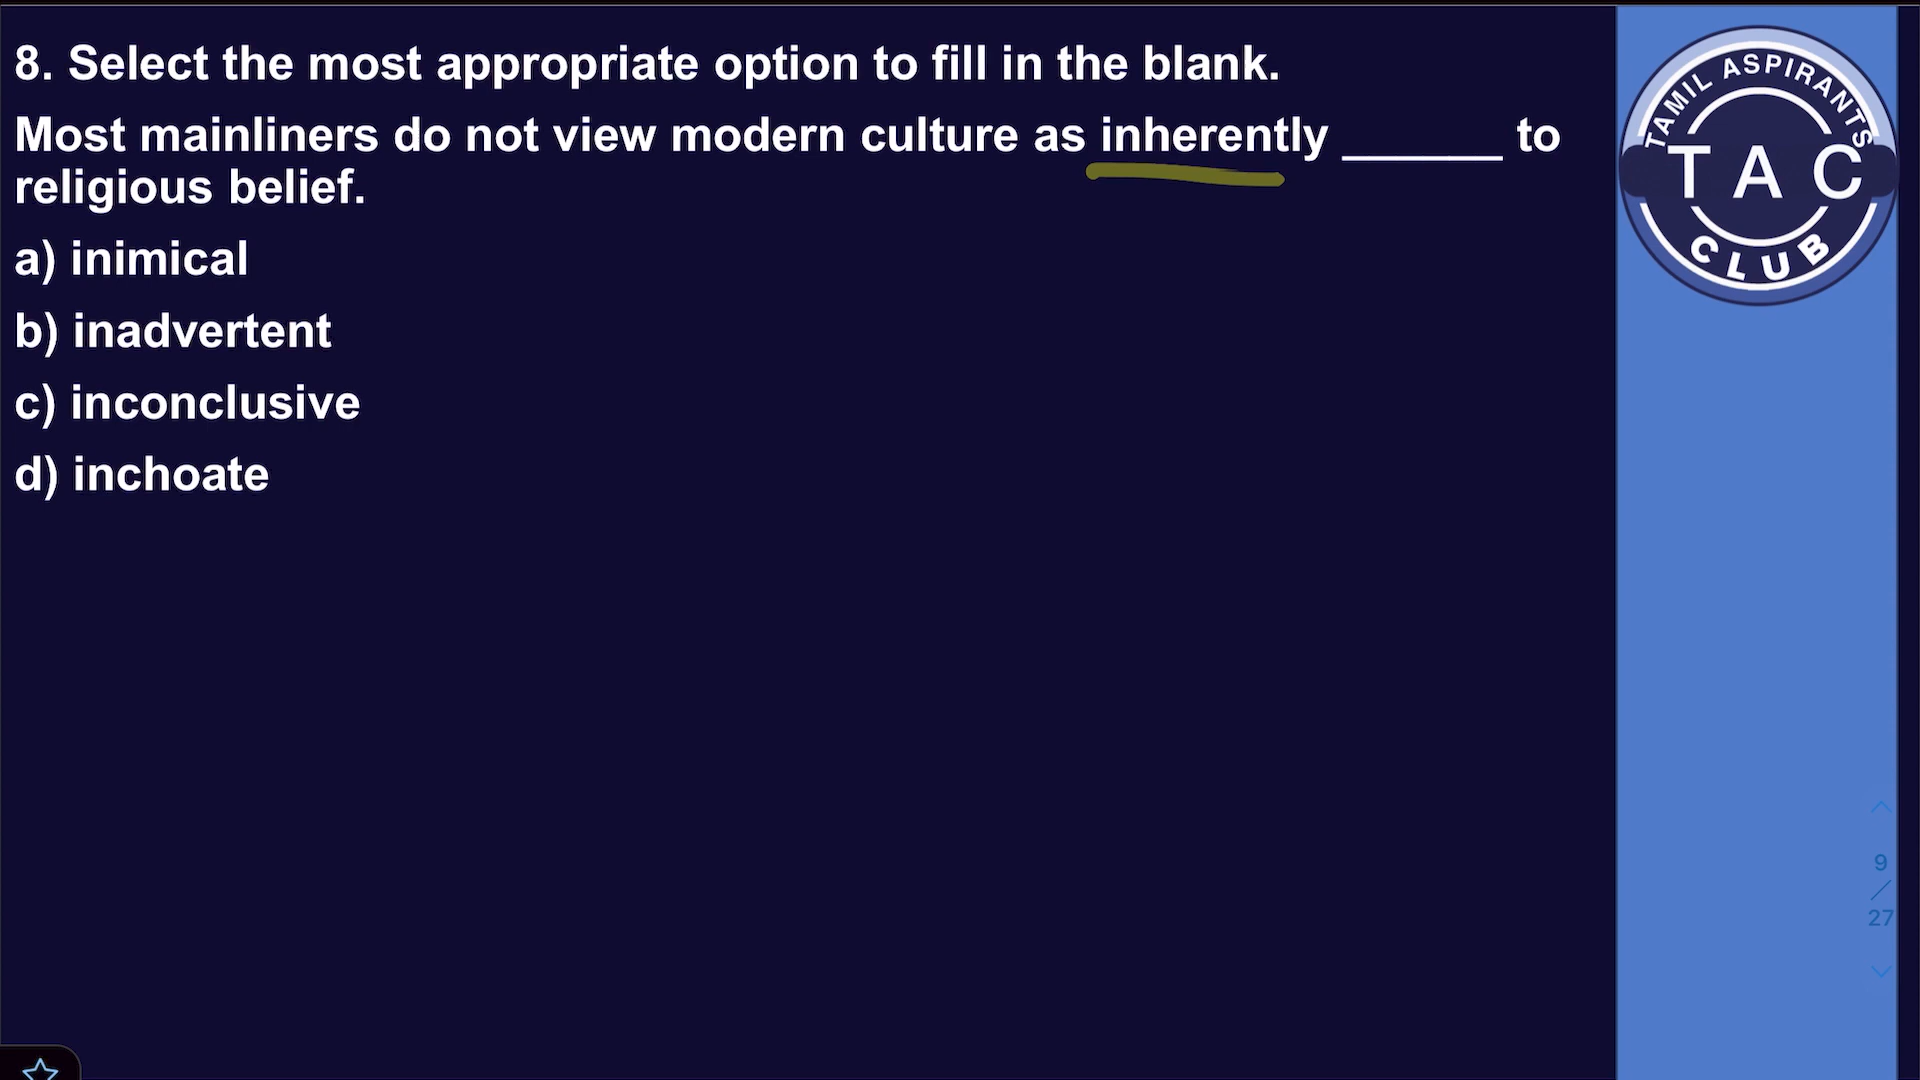 8. Select the most appropriate option to fill in the blank.
Most mainliners do not view modern culture as inherently ______ to
religious belief.
a) inimical
b) inadvertent
c) inconclusive
d) inchoate
TAMIL ASPIRANTS
TAC
CLUB
9
/
27